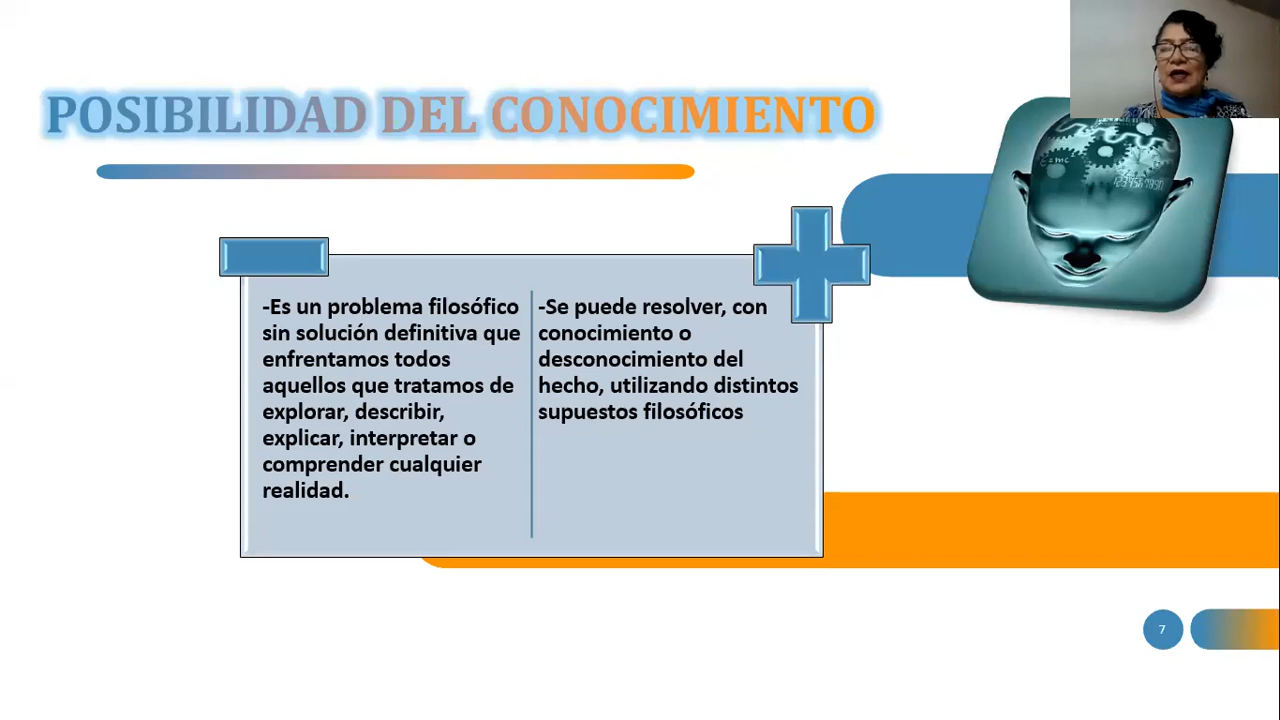 POSIBILIDAD DEL CONOCIMIENTO
-Es un problema filosófico
sin solución definitiva que
enfrentamos todos
aquellos que tratamos de
explorar, describir,
explicar, interpretar o
comprender cualquier
realidad.
-Se puede resolver, con
conocimiento o
desconocimiento del
hecho, utilizando distintos
supuestos filosóficos
7